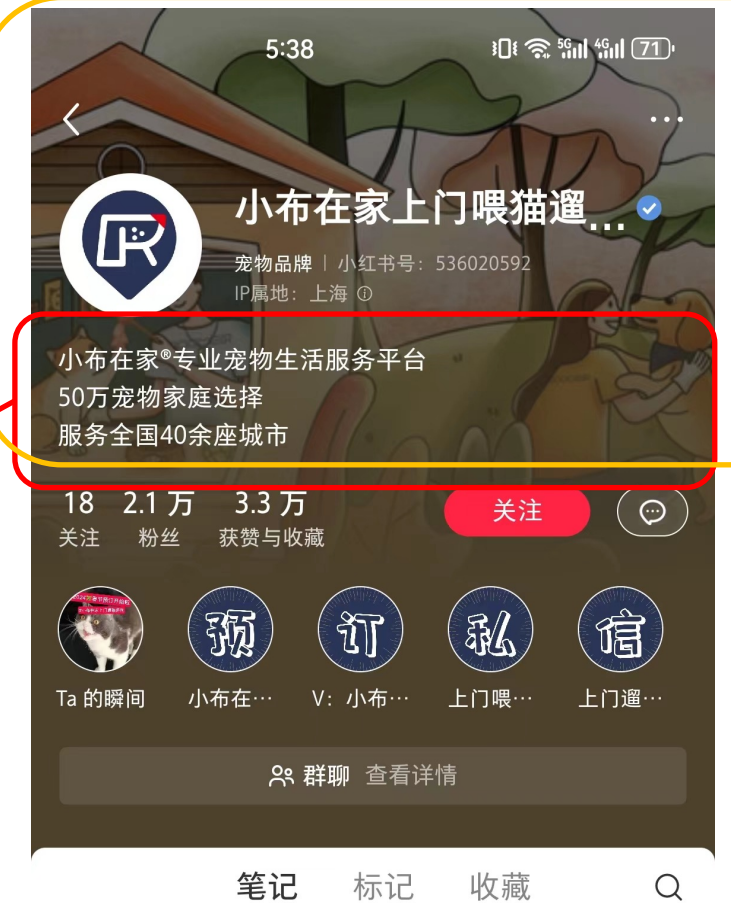 5:38
5G 4G 71
小布在家上门喂猫遛...
宠物品牌 | 小红书号: 536020592
IP属地: 上海
小布在家®专业宠物生活服务平台
50万宠物家庭选择
服务全国40余座城市
18 2.1万 3.3万
关注 粉丝 获赞与收藏
关注
预 订 私 信
Ta 的瞬间 小布在… V: 小布… 上门喂… 上门遛…
群聊 查看详情
笔记 标记 收藏